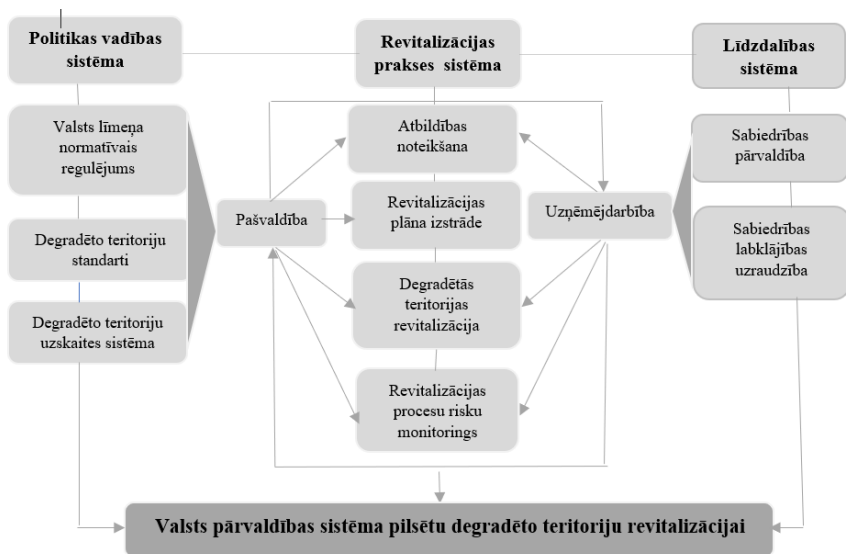 Politikas vadības
sistēma
Revitalizācijas
prakses sistēma
Līdzdalības
sistēma
Valsts līmeņa
normatīvais
regulējums
Degradēto teritoriju
standarti
Degradēto teritoriju
uzskaites sistēma
Pašvaldība
Atbildības
noteikšana
Revitalizācijas
plāna izstrāde
Degradētās
teritorijas
revitalizācija
Revitalizācijas
procesu risku
monitorings
Uzņēmējdarbība
Sabiedrības
pārvaldība
Sabiedrības
labklājības
uzraudzība
Valsts pārvaldības sistēma pilsētu degradēto teritoriju revitalizācijai